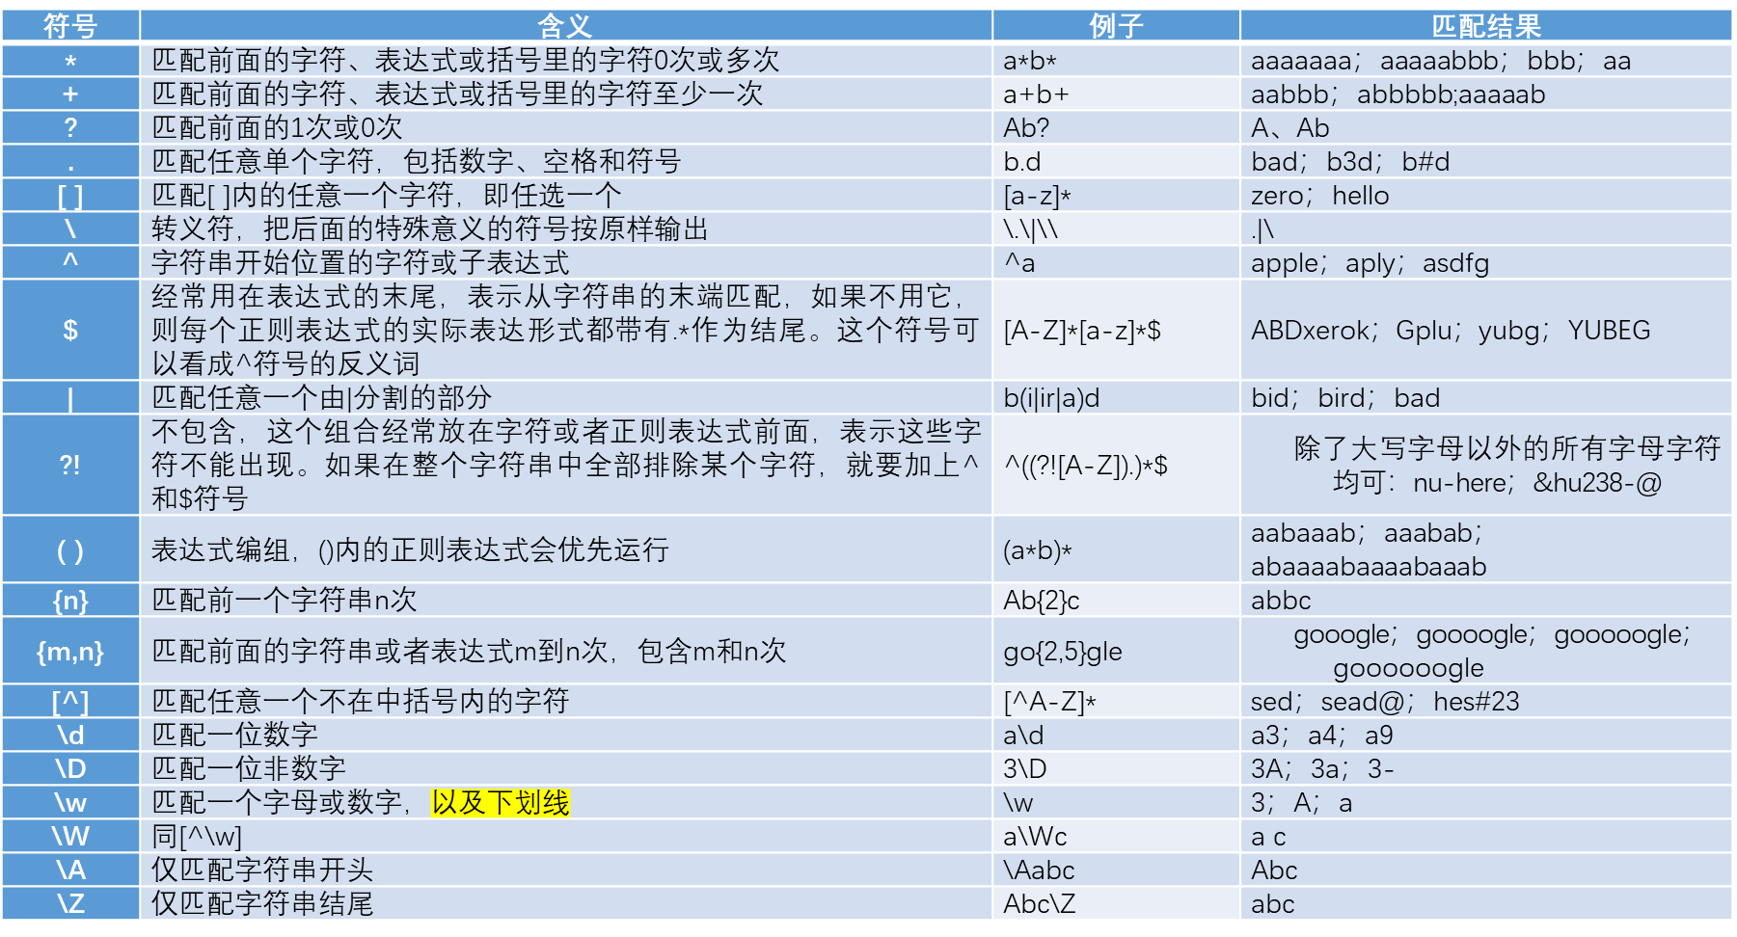 符号 含义 例子 匹配结果
* 匹配前面的字符、表达式或括号里的字符0次或多次 a*b* aaaaaaa；aaaaabbb；bbb；aa
+ 匹配前面的字符、表达式或括号里的字符至少一次 a+b+ aabbb；abbbbb;aaaaab
? 匹配前面的1次或0次 Ab? A、Ab
. 匹配任意单个字符，包括数字、空格和符号 b.d bad；b3d；b#d
[ ] 匹配[ ]内的任意一个字符，即任选一个 [a-z]* zero；hello
\ 转义符，把后面的特殊意义的符号按原样输出 \.\|\\ .|\
^ 字符串开始位置的字符或子表达式 ^a apple；aply；asdfg
$ 经常用在表达式的末尾，表示从字符串的末端匹配，如果不用它，
则每个正则表达式的实际表达形式都带有.*作为结尾。这个符号可
以看成^符号的反义词
[A-Z]*[a-z]*$ ABDxerok；Gplu；yubg；YUBEG
| 匹配任意一个由|分割的部分 b(i|ir|a)d bid；bird；bad
?! 不包含，这个组合经常放在字符或者正则表达式前面，表示这些字
符不能出现。如果在整个字符串中全部排除某个字符，就要加上^
和$符号
^((?![A-Z]).)*$ 除了大写字母以外的所有字母字符
均可：nu-here；&hu238-@
( ) 表达式编组，()内的正则表达式会优先运行 (a*b)* aabaaab；aaabab；
abaaaabaaaabaaab
{n} 匹配前一个字符串n次 Ab{2}c abbc
{m,n} 匹配前面的字符串或者表达式m到n次，包含m和n次 go{2,5}gle gooogle；goooogle；gooooogle；
goooooogle
[^] 匹配任意一个不在中括号内的字符 [^A-Z]* sed；sead@；hes#23
\d 匹配一位数字 a\d a3；a4；a9
\D 匹配一位非数字 3\D 3A；3a；3-
\w 匹配一个字母或数字，以及下划线 \w 3；A；a
\W 同[^\w] a\Wc a c
\A 仅匹配字符串开头 \Aabc Abc
\Z 仅匹配字符串结尾 Abc\Z abc